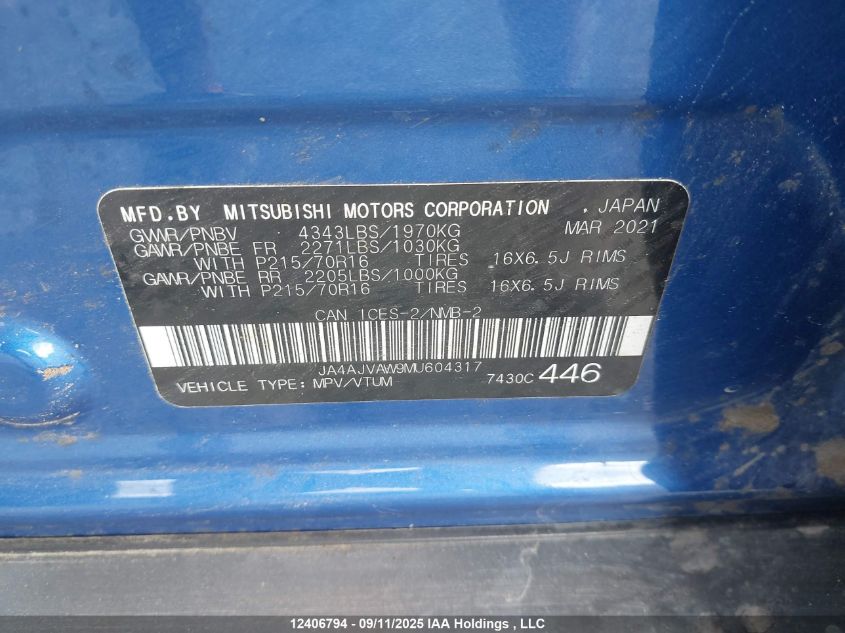 MFD.BY MITSUBISHI MOTORS CORPORATION , JAPAN
GVWR/PNBV 4343LBS/1970KG MAR 2021
GAWR/PNBE FR 2271LBS/1030KG
WITH P215/70R16 TIRES 16X6.5J RIMS
GAWR/PNBE RR 2205LBS/1000KG
WITH P215/70R16 TIRES 16X6.5J RIMS
CAN ICES-2/NMB-2
JA4AJVAW9MU604317
VEHICLE TYPE: MPV/VTUM 7430C 446
12406794 - 09/11/2025 IAA Holdings , LLC